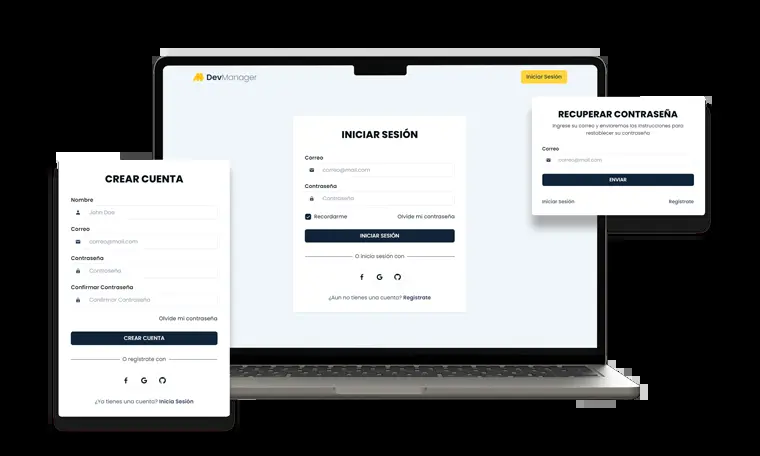 DevManager
Iniciar Sesión
INICIAR SESIÓN
Correo
correo@mail.com
Contraseña
Contraseña
Recordarme
Olvide mi contraseña
INICIAR SESIÓN
O inicia sesión con
¿Aun no tienes una cuenta? Registrate
CREAR CUENTA
Nombre
John Doe
Correo
correo@mail.com
Contraseña
Contraseña
Confirmar Contraseña
Confirmar Contraseña
Olvide mi contraseña
CREAR CUENTA
O registrate con
¿Ya tienes una cuenta? Inicia Sesión
RECUPERAR CONTRASEÑA
Ingrese su correo y enviaremos las instrucciones para
restablecer su contraseña
Correo
correo@mail.com
ENVIAR
Iniciar Sesión
Registrate